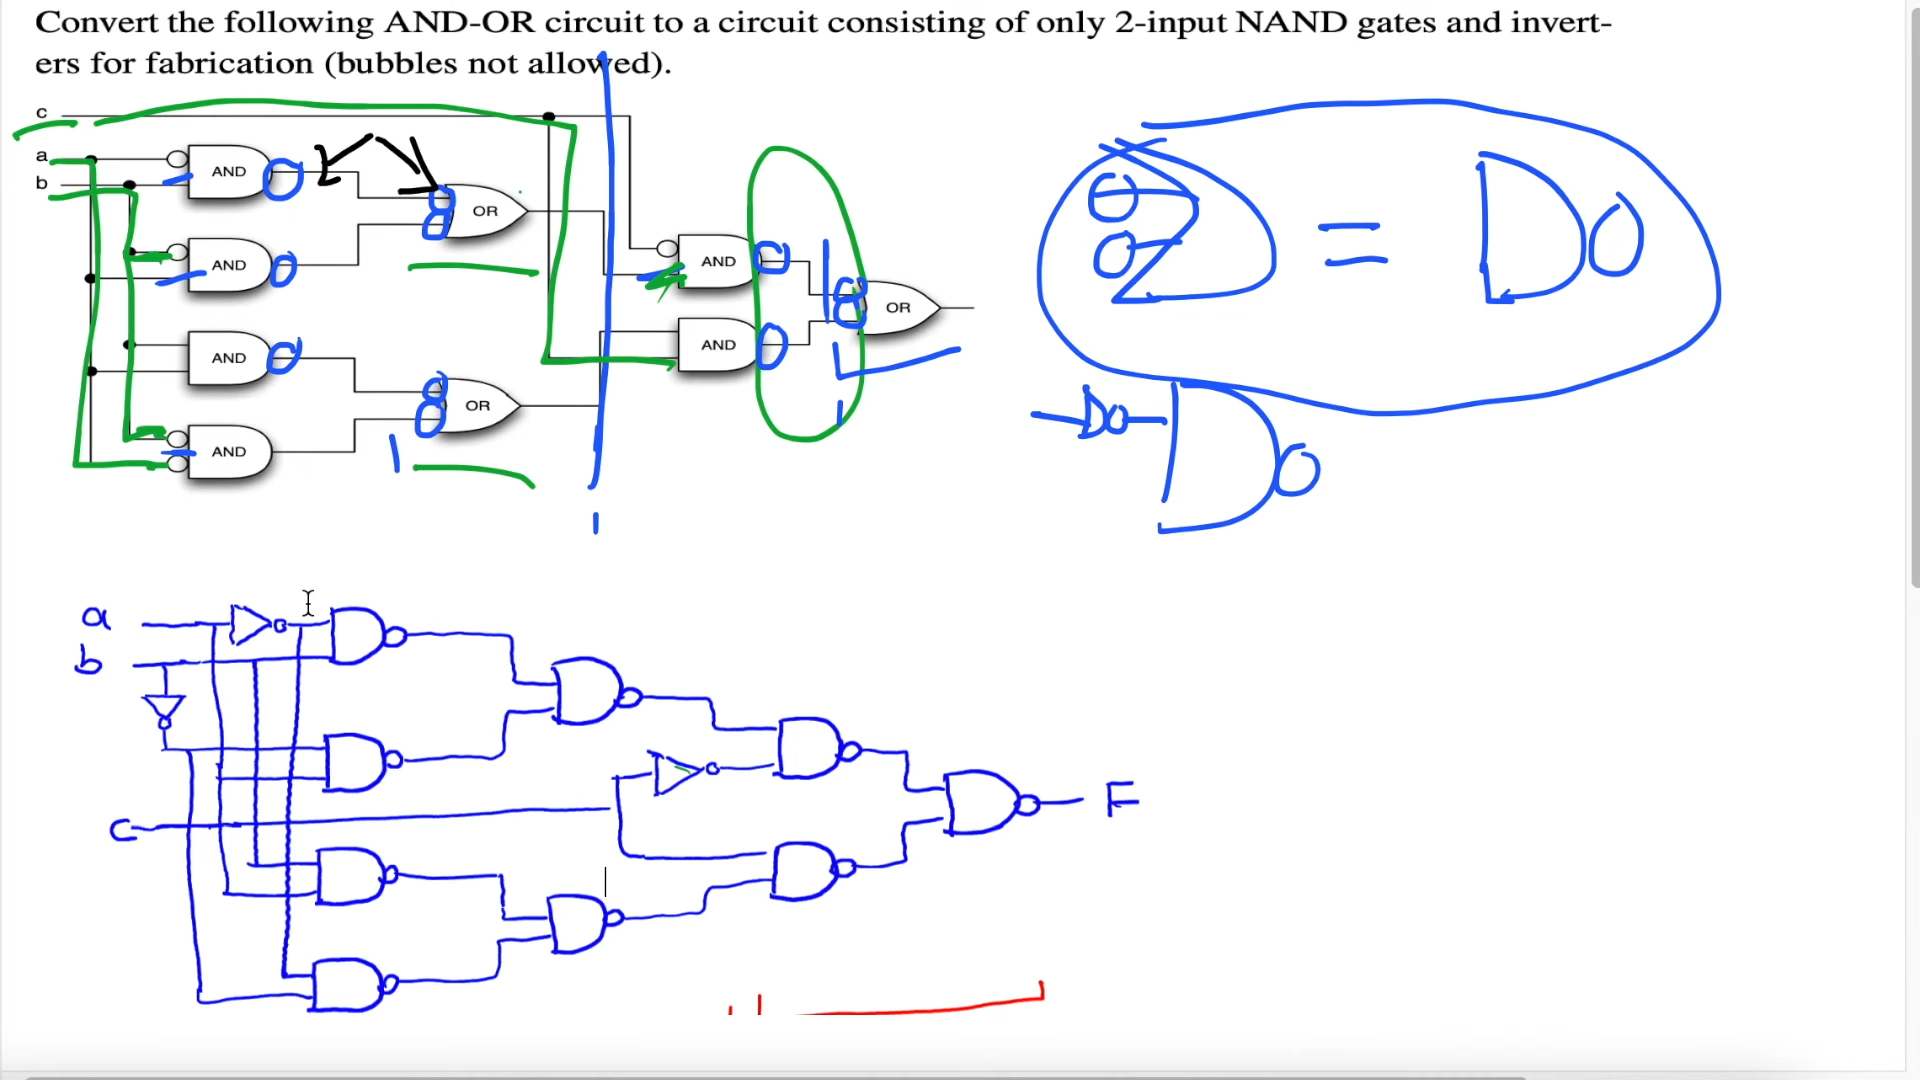 Convert the following AND-OR circuit to a circuit consisting of only 2-input NAND gates and invert-
ers for fabrication (bubbles not allowed).
c
a
b
AND
OR
AND
AND
OR
AND
AND
AND
OR
a
b
c
F